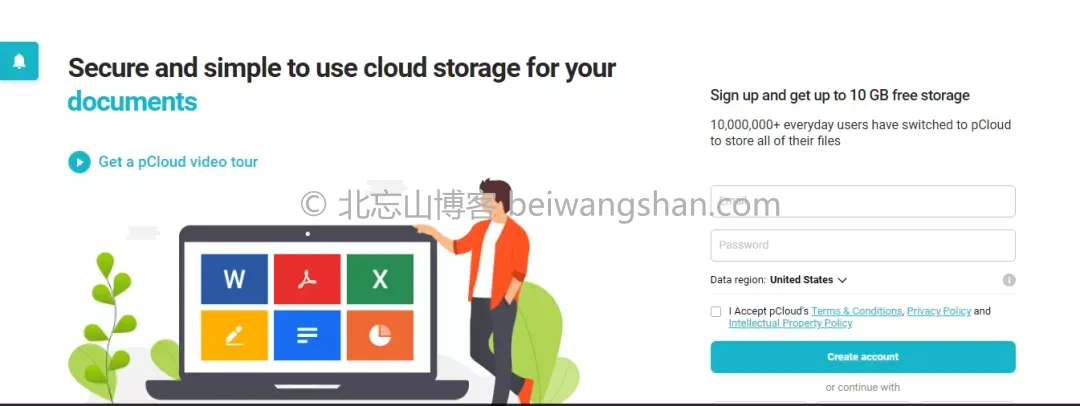 Secure and simple to use cloud storage for your
documents
Get a pCloud video tour
Sign up and get up to 10 GB free storage
10,000,000+ everyday users have switched to pCloud
to store all of their files
© 北忘山博客 beiwangshan.com
Email
Password
Data region: United States
I Accept pCloud's Terms & Conditions, Privacy Policy and
Intellectual Property Policy
Create account
or continue with
W
X